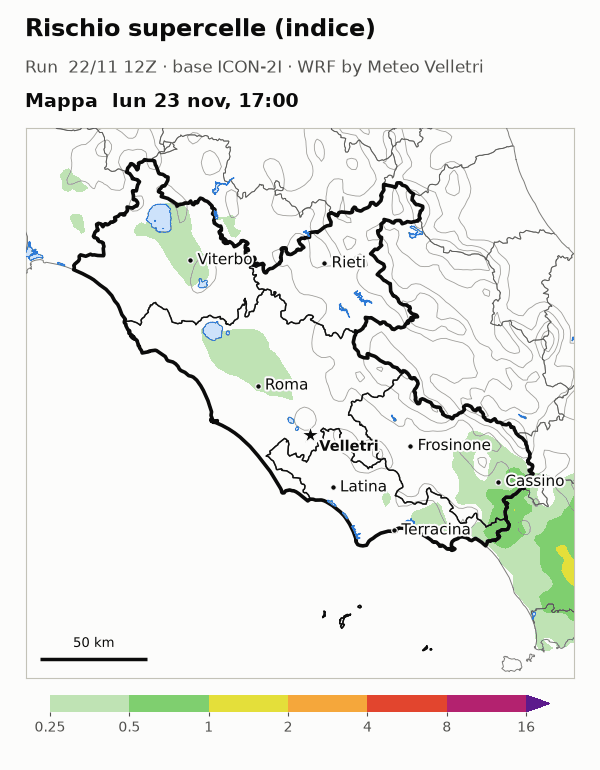 Rischio supercelle (indice)
Run 22/11 12Z · base ICON-2I · WRF by Meteo Velletri
Mappa lun 23 nov, 17:00
Viterbo
Rieti
Roma
Velletri
Frosinone
Cassino
Latina
Terracina
50 km
0.25 0.5 1 2 4 8 16